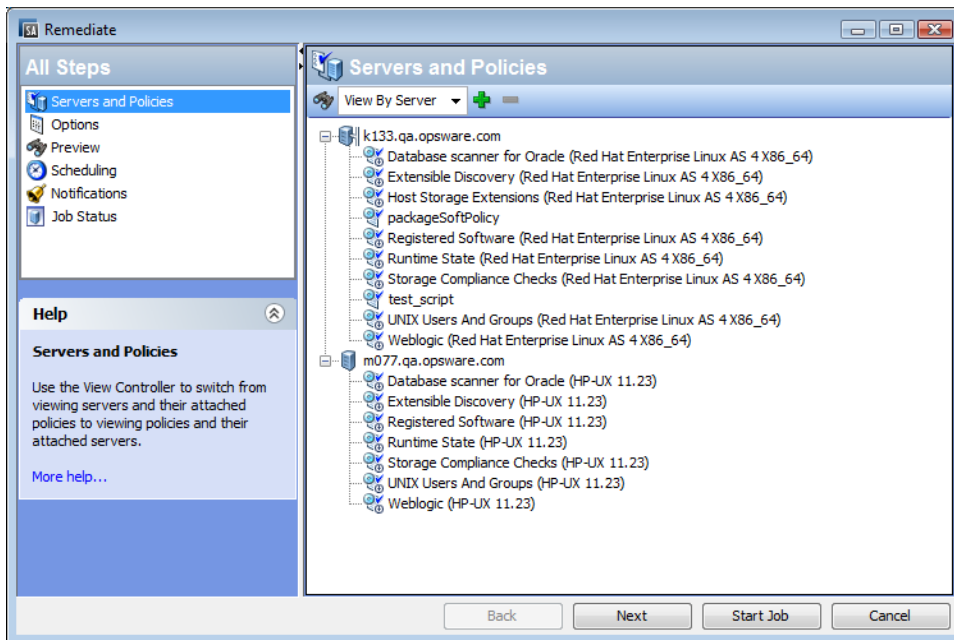 SA Remediate
All Steps
Servers and Policies
Options
Preview
Scheduling
Notifications
Job Status
Help
Servers and Policies
Use the View Controller to switch from
viewing servers and their attached
policies to viewing policies and their
attached servers.
More help...
Servers and Policies
View By Server
k133.qa.opsware.com
Database scanner for Oracle (Red Hat Enterprise Linux AS 4 X86_64)
Extensible Discovery (Red Hat Enterprise Linux AS 4 X86_64)
Host Storage Extensions (Red Hat Enterprise Linux AS 4 X86_64)
packageSoftPolicy
Registered Software (Red Hat Enterprise Linux AS 4 X86_64)
Runtime State (Red Hat Enterprise Linux AS 4 X86_64)
Storage Compliance Checks (Red Hat Enterprise Linux AS 4 X86_64)
test_script
UNIX Users And Groups (Red Hat Enterprise Linux AS 4 X86_64)
Weblogic (Red Hat Enterprise Linux AS 4 X86_64)
m077.qa.opsware.com
Database scanner for Oracle (HP-UX 11.23)
Extensible Discovery (HP-UX 11.23)
Registered Software (HP-UX 11.23)
Runtime State (HP-UX 11.23)
Storage Compliance Checks (HP-UX 11.23)
UNIX Users And Groups (HP-UX 11.23)
Weblogic (HP-UX 11.23)
Back Next Start Job Cancel